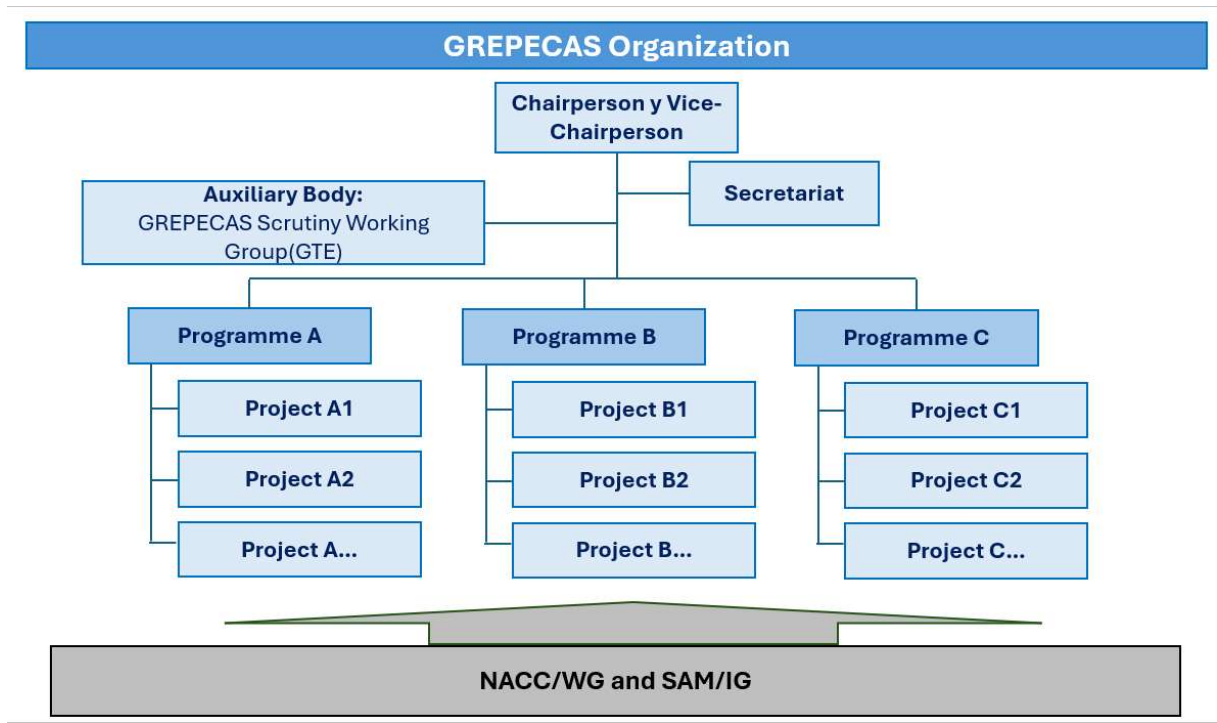 GREPECAS Organization
Chairperson y Vice-
Chairperson
Secretariat
Auxiliary Body:
GREPECAS Scrutiny Working
Group(GTE)
Programme A
Programme B
Programme C
Project A1
Project B1
Project C1
Project A2
Project B2
Project C2
Project A...
Project B...
Project C...
NACC/WG and SAM/IG